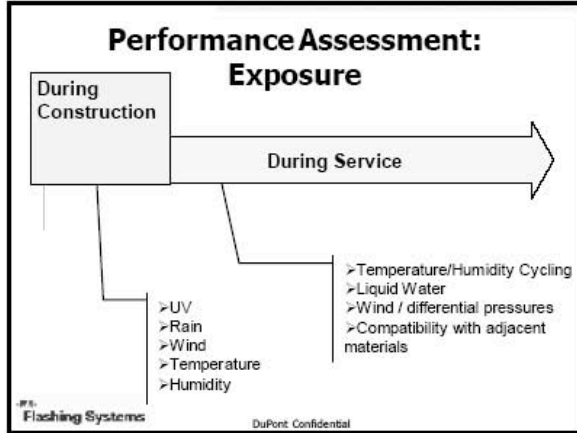 Performance Assessment:
Exposure
During
Construction
During Service
➢UV
➢Rain
➢Wind
➢Temperature
➢Humidity
➢Temperature/Humidity Cycling
➢Liquid Water
➢Wind / differential pressures
➢Compatibility with adjacent
materials
Flashing Systems
DuPont Confidential